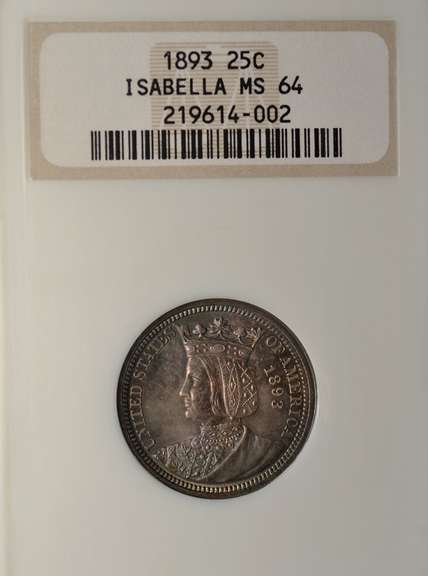 1893 25C
ISABELLA MS 64
219614-002
UNITED STATES OF AMERICA
1893